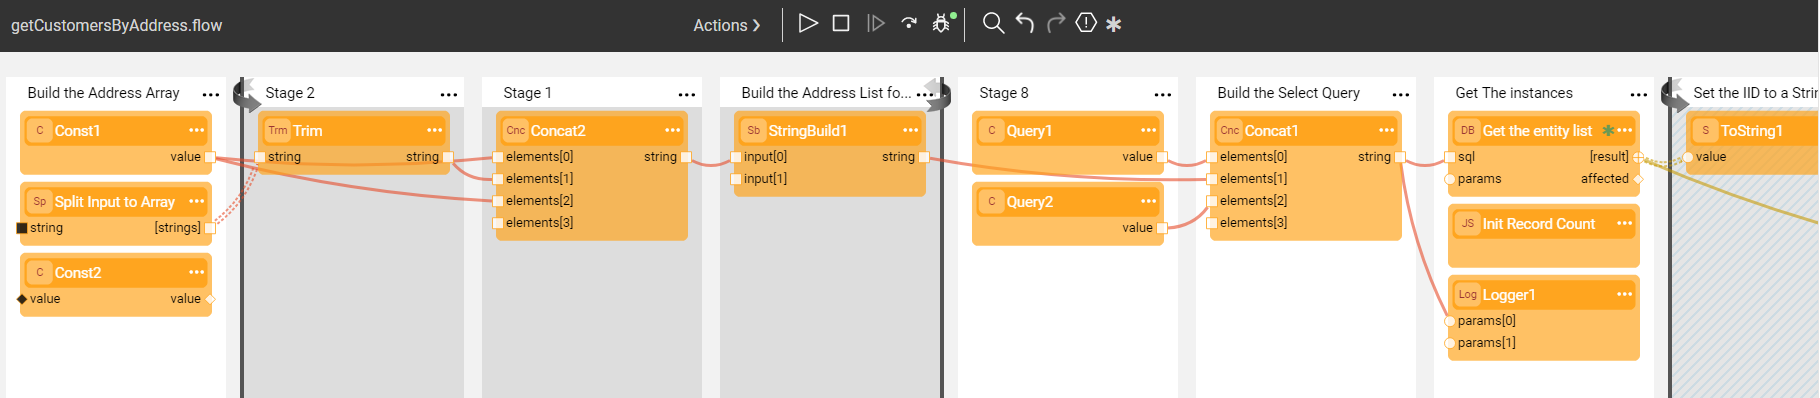 getCustomersByAddress.flow
Actions
Build the Address Array
C Const1
value
Sp Split Input to Array
string [strings]
C Const2
value value
Stage 2
Trm Trim
string string
Stage 1
Cnc Concat2
elements[0] string
elements[1]
elements[2]
elements[3]
Build the Address List fo...
Sb StringBuild1
input[0] string
input[1]
Stage 8
C Query1
value
C Query2
value
Build the Select Query
Cnc Concat1
elements[0] string
elements[1]
elements[2]
elements[3]
Get The instances
DB Get the entity list
sql [result]
params affected
JS Init Record Count
Log Logger1
params[0]
params[1]
Set the IID to a Strin
S ToString1
value